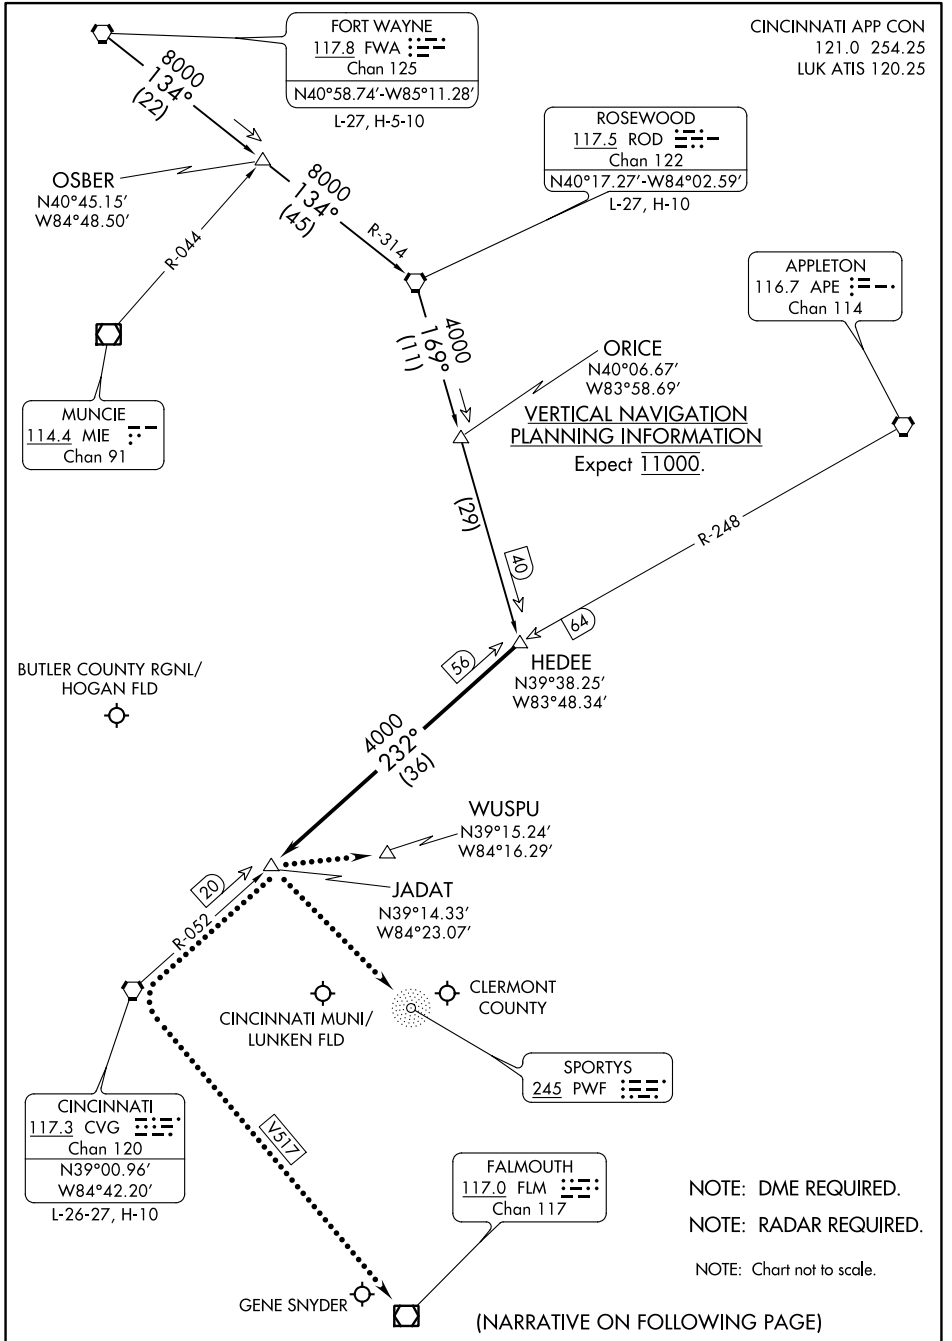 FORT WAYNE
117.8 FWA
Chan 125
N40°58.74'-W85°11.28'
L-27, H-5-10
CINCINNATI APP CON
121.0 254.25
LUK ATIS 120.25
8000
134°
(22)
ROSEWOOD
117.5 ROD
Chan 122
N40°17.27'-W84°02.59'
L-27, H-10
OSBER
N40°45.15'
W84°48.50'
8000
134°
(45)
R-314
R-044
APPLETON
116.7 APE
Chan 114
4000
169°
(11)
ORICE
N40°06.67'
W83°58.69'
VERTICAL NAVIGATION
PLANNING INFORMATION
Expect 11000.
MUNCIE
114.4 MIE
Chan 91
(29)
R-248
40
64
56
HEDEE
N39°38.25'
W83°48.34'
BUTLER COUNTY RGNL/
HOGAN FLD
4000
232°
(36)
WUSPU
N39°15.24'
W84°16.29'
JADAT
N39°14.33'
W84°23.07'
20
R-052
CLERMONT
COUNTY
CINCINNATI MUNI/
LUNKEN FLD
SPORTYS
245 PWF
CINCINNATI
117.3 CVG
Chan 120
N39°00.96'
W84°42.20'
L-26-27, H-10
V517
FALMOUTH
117.0 FLM
Chan 117
NOTE: DME REQUIRED.
NOTE: RADAR REQUIRED.
NOTE: Chart not to scale.
GENE SNYDER
(NARRATIVE ON FOLLOWING PAGE)